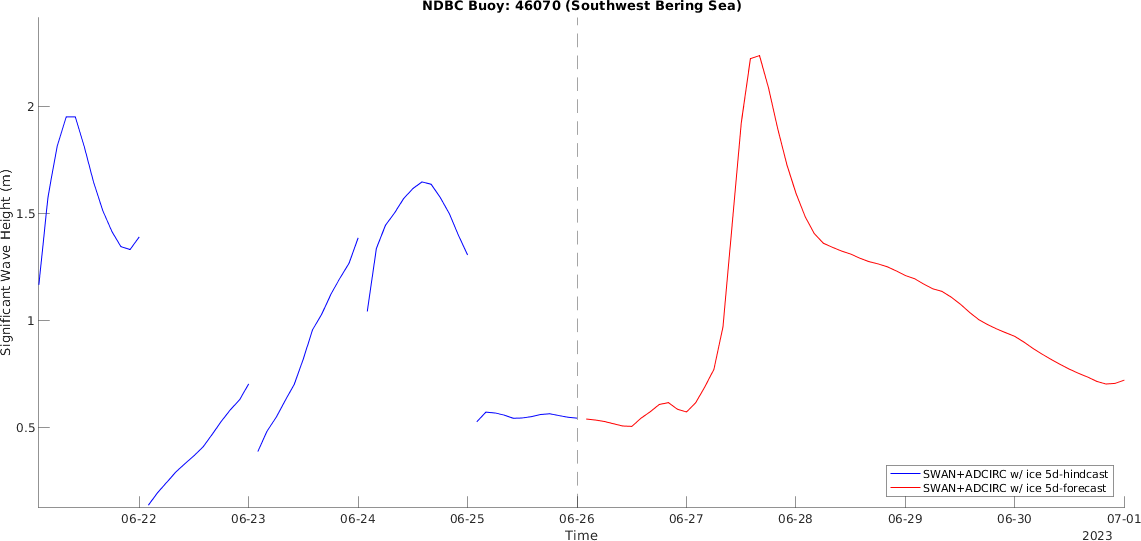 NDBC Buoy: 46070 (Southwest Bering Sea)
Significant Wave Height (m)
2
1.5
1
0.5
SWAN+ADCIRC w/ ice 5d-hindcast
SWAN+ADCIRC w/ ice 5d-forecast
06-22 06-23 06-24 06-25 06-26 06-27 06-28 06-29 06-30 07-01
Time
2023